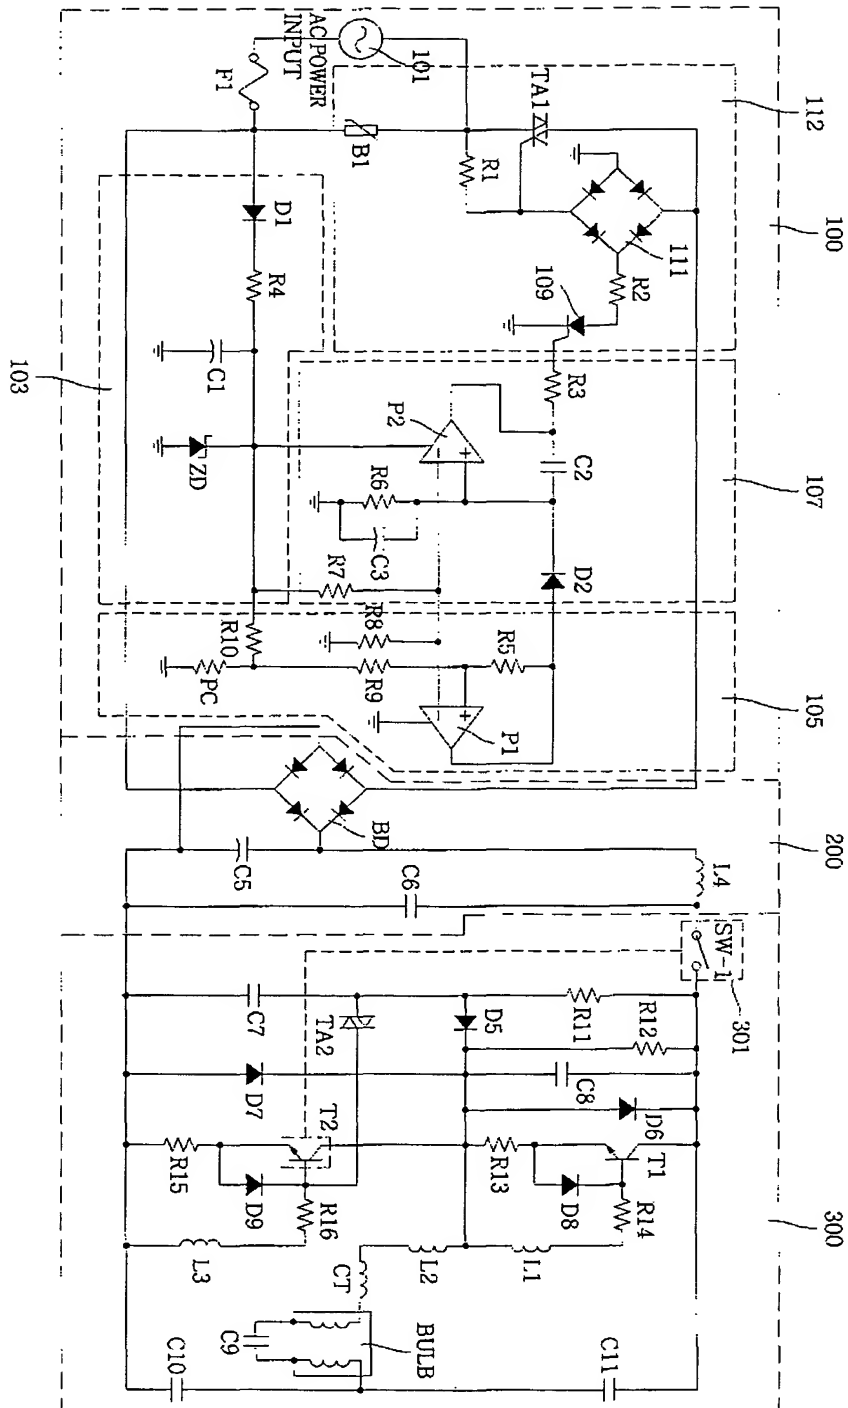 AC POWER
INPUT
101
F1
B1
TA1
112
R1
D1
R4
111
R2
100
109
C1
103
R3
P2
ZD
C2
R6
107
C3
R7
D2
R8
R10
R9
R5
PC
P1
105
BD
200
C5
C6
L4
SW-1
301
C7
TA2
D5
R11
R12
C8
D7
D6
T2
T1
R15
R13
D9
D8
R16
R14
300
L3
CT
L2
L1
C9
BULB
C10
C11